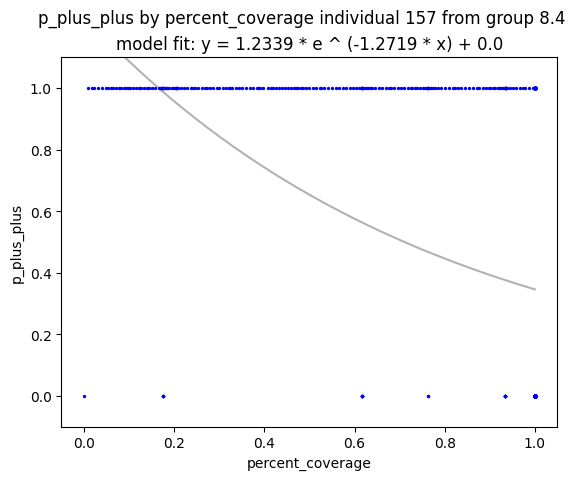 p_plus_plus by percent_coverage individual 157 from group 8.4
model fit: y = 1.2339 * e ^ (-1.2719 * x) + 0.0
p_plus_plus
1.0
0.8
0.6
0.4
0.2
0.0
0.0 0.2 0.4 0.6 0.8 1.0
percent_coverage